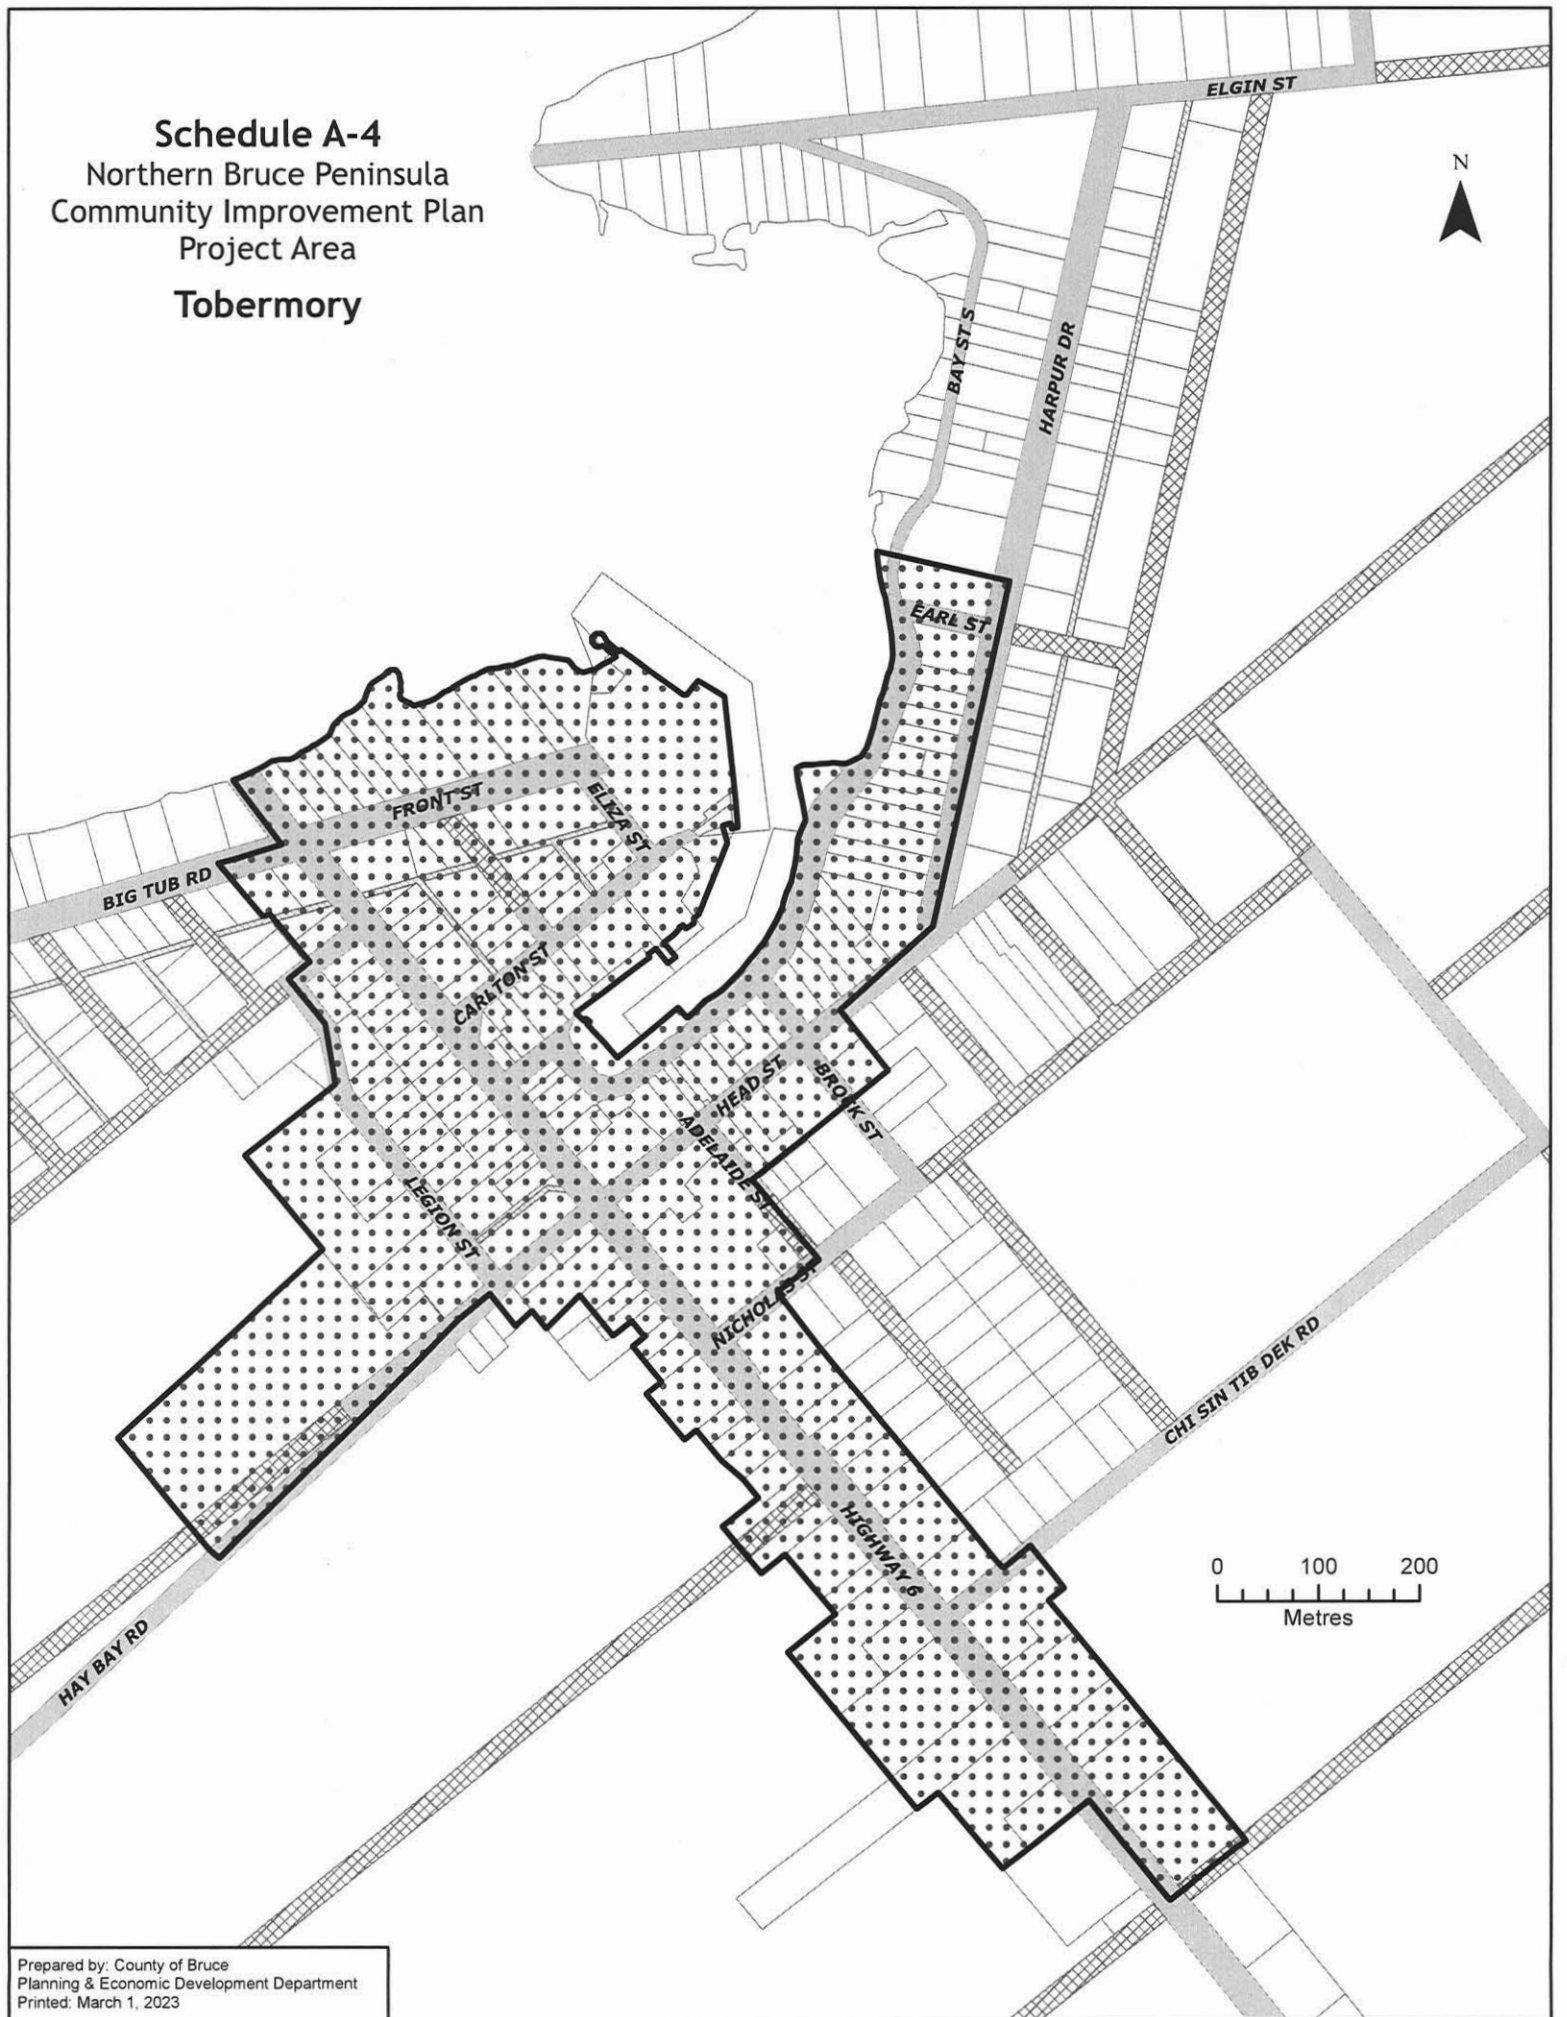 Schedule A-4
Northern Bruce Peninsula
Community Improvement Plan
Project Area
Tobermory
ELGIN ST
N
BAY ST S
HARPUR DR
EARL ST
FRONT ST
ELIZA ST
BIG TUB RD
CARLTON ST
HEAD ST
BROCK ST
ADELAIDE ST
LEGION ST
NICHOLAS ST
CHI SIN TIB DEK RD
HIGHWAY 6
HAY BAY RD
0 100 200
Metres
Prepared by: County of Bruce
Planning & Economic Development Department
Printed: March 1, 2023